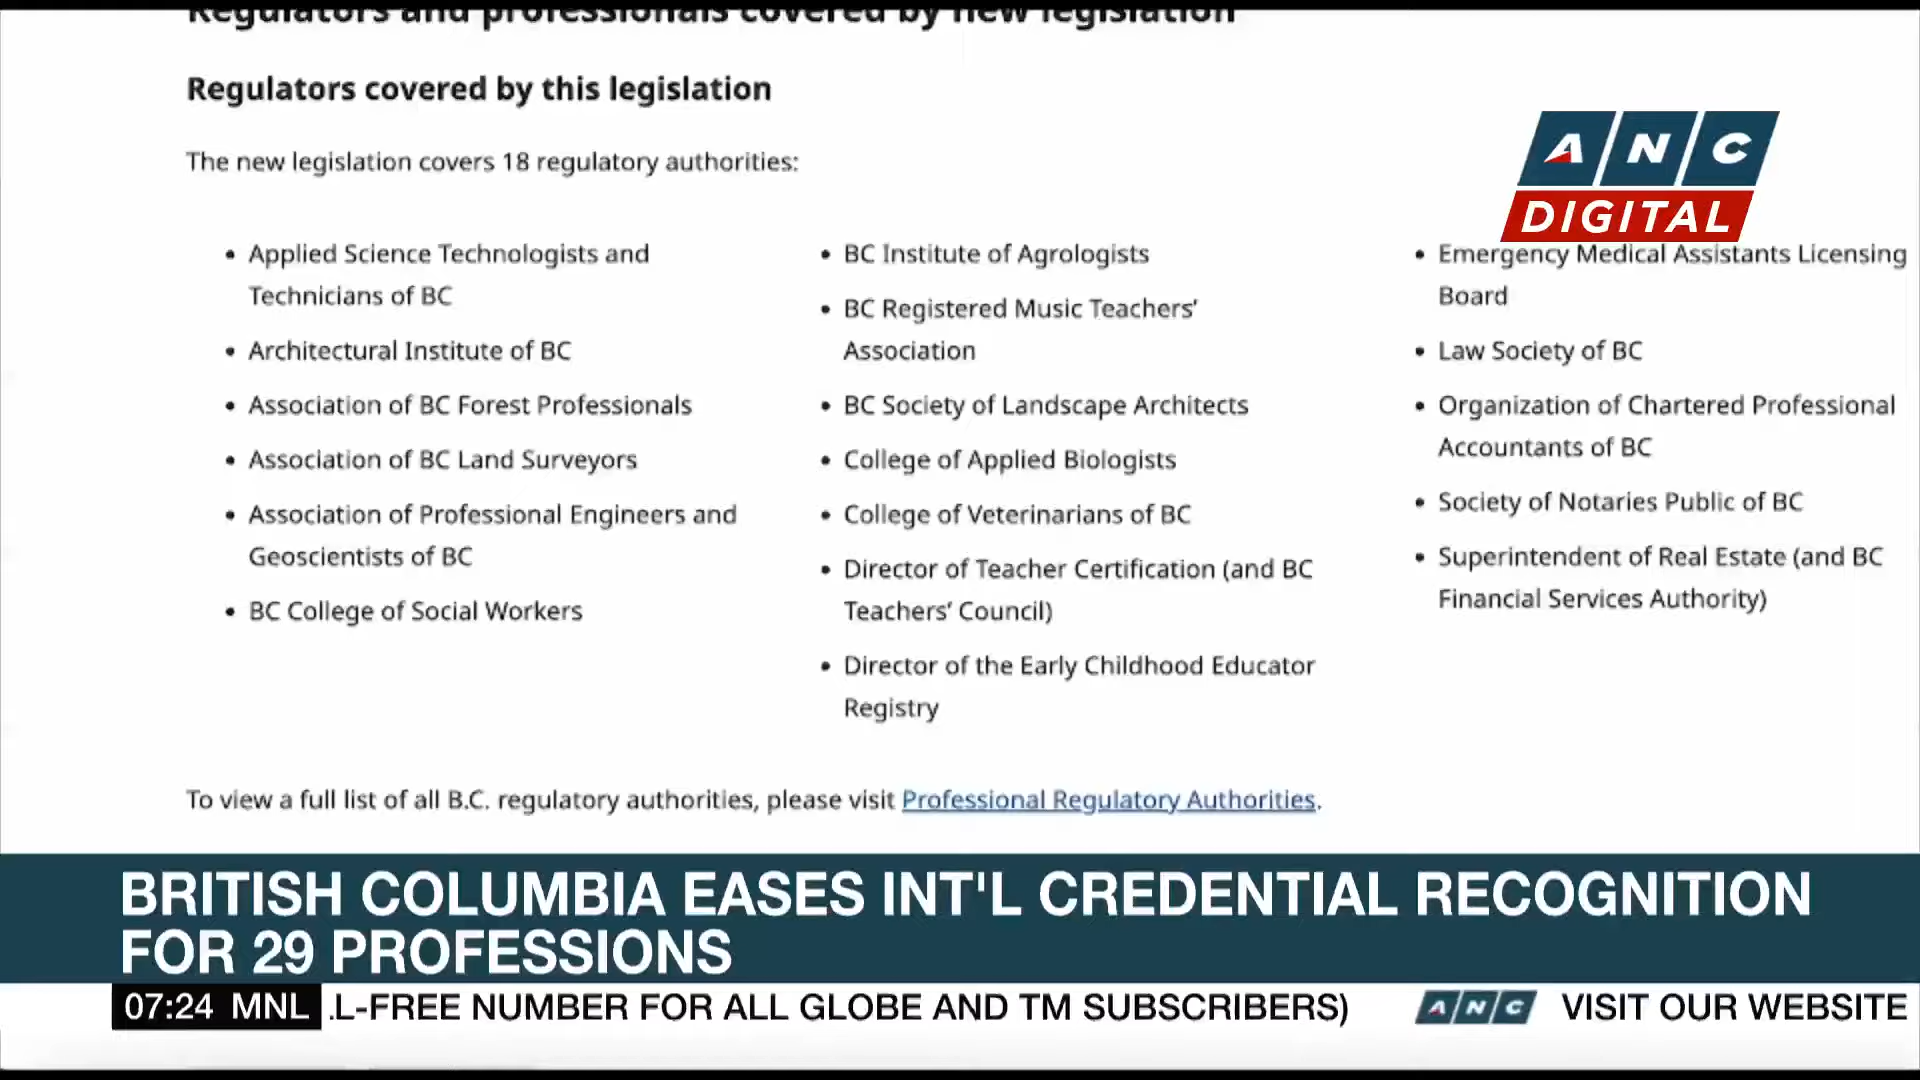 Regulators and professionals covered by new legislation
Regulators covered by this legislation
The new legislation covers 18 regulatory authorities:
• Applied Science Technologists and
Technicians of BC
• Architectural Institute of BC
• Association of BC Forest Professionals
• Association of BC Land Surveyors
• Association of Professional Engineers and
Geoscientists of BC
• BC College of Social Workers
• BC Institute of Agrologists
• BC Registered Music Teachers’
Association
• BC Society of Landscape Architects
• College of Applied Biologists
• College of Veterinarians of BC
• Director of Teacher Certification (and BC
Teachers’ Council)
• Director of the Early Childhood Educator
Registry
ANC
DIGITAL
• Emergency Medical Assistants Licensing
Board
• Law Society of BC
• Organization of Chartered Professional
Accountants of BC
• Society of Notaries Public of BC
• Superintendent of Real Estate (and BC
Financial Services Authority)
To view a full list of all B.C. regulatory authorities, please visit Professional Regulatory Authorities.
BRITISH COLUMBIA EASES INT'L CREDENTIAL RECOGNITION
FOR 29 PROFESSIONS
07:24 MNL .L-FREE NUMBER FOR ALL GLOBE AND TM SUBSCRIBERS) ANC VISIT OUR WEBSITE